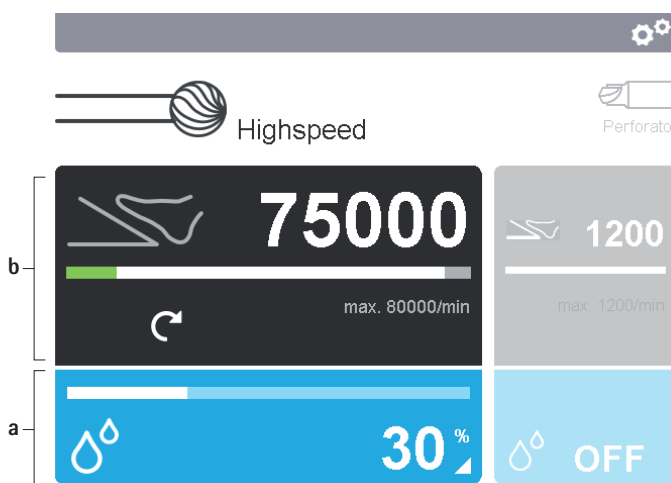 Highspeed
Perforato
b
75000
1200
max. 80000/min
max. 1200/min
a
30 %
OFF